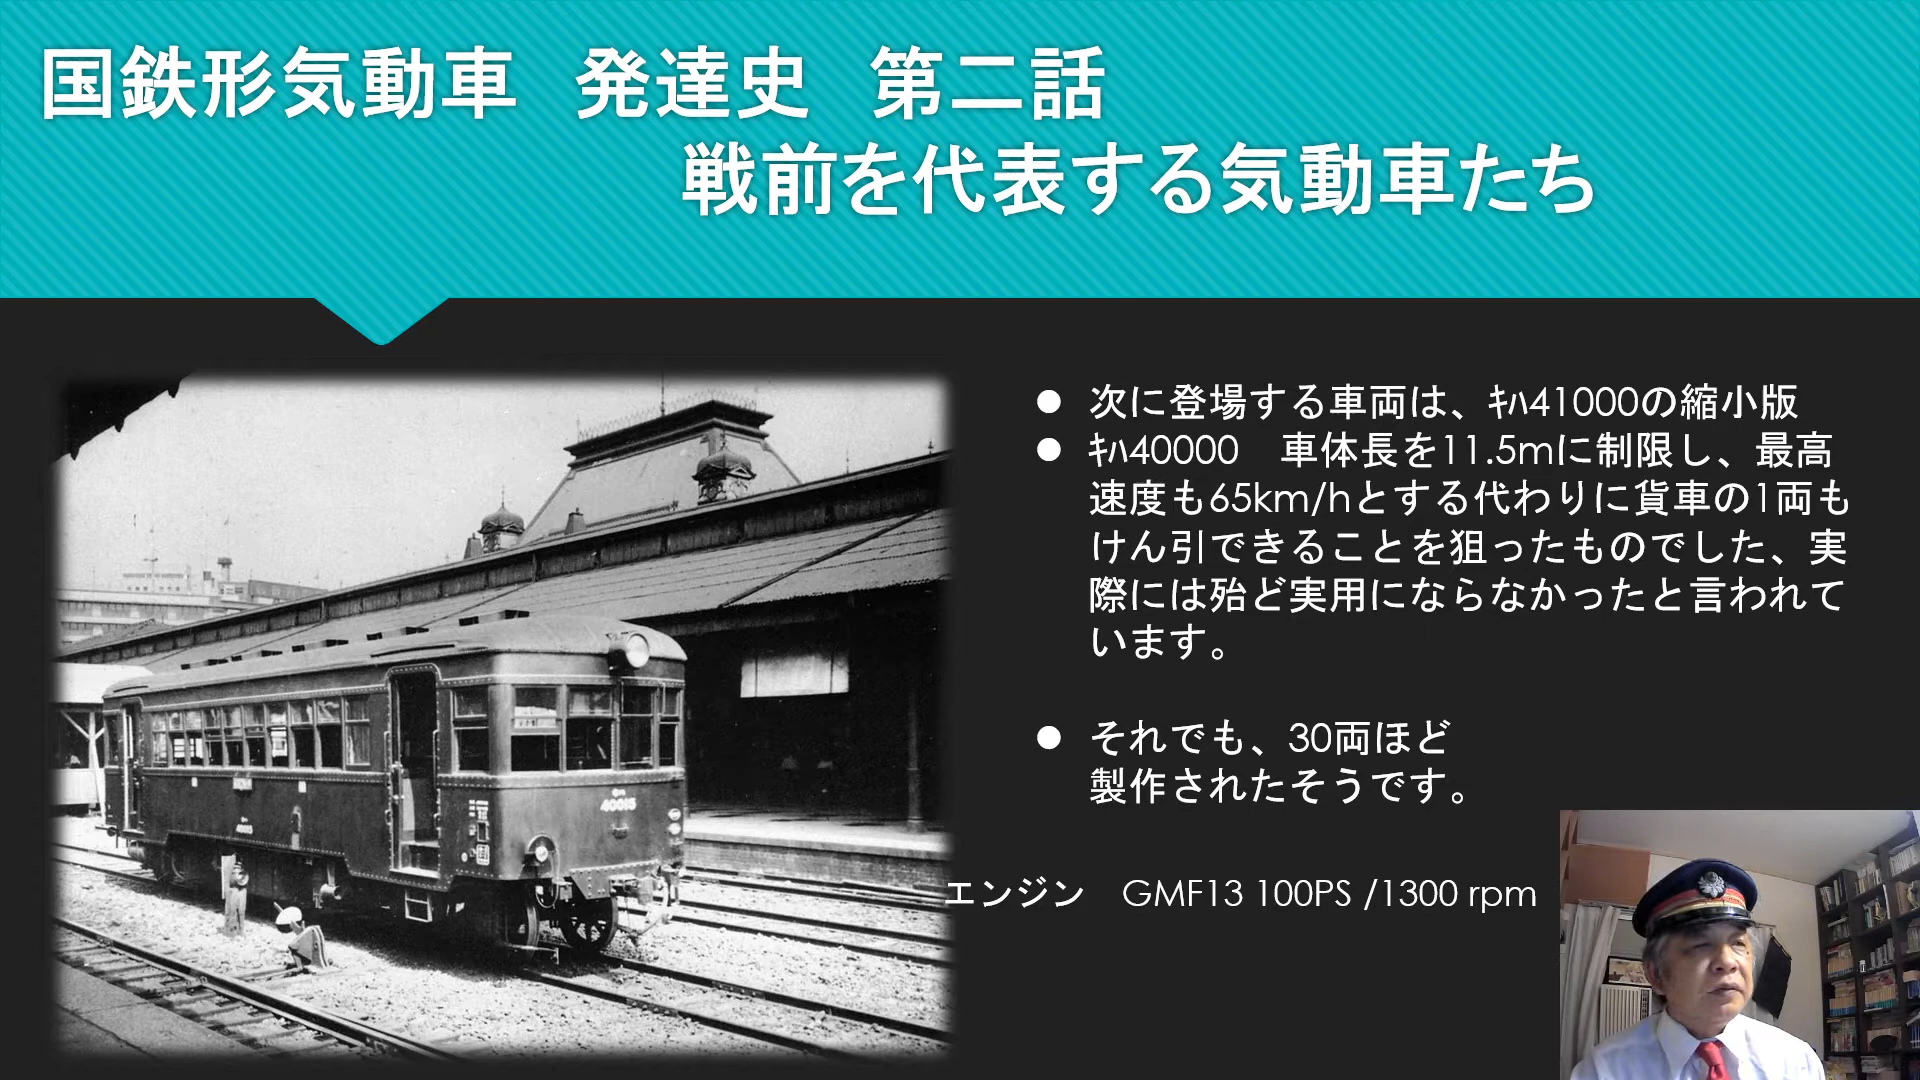 国鉄形気動車　発達史　第二話
戦前を代表する気動車たち
● 次に登場する車両は、ｷﾊ41000の縮小版
● ｷﾊ40000　車体長を11.5mに制限し、最高
速度も65km/hとする代わりに貨車の1両も
けん引できることを狙ったものでした、実
際には殆ど実用にならなかったと言われて
います。
● それでも、30両ほど
製作されたそうです。
エンジン　GMF13 100PS /1300 rpm
40015